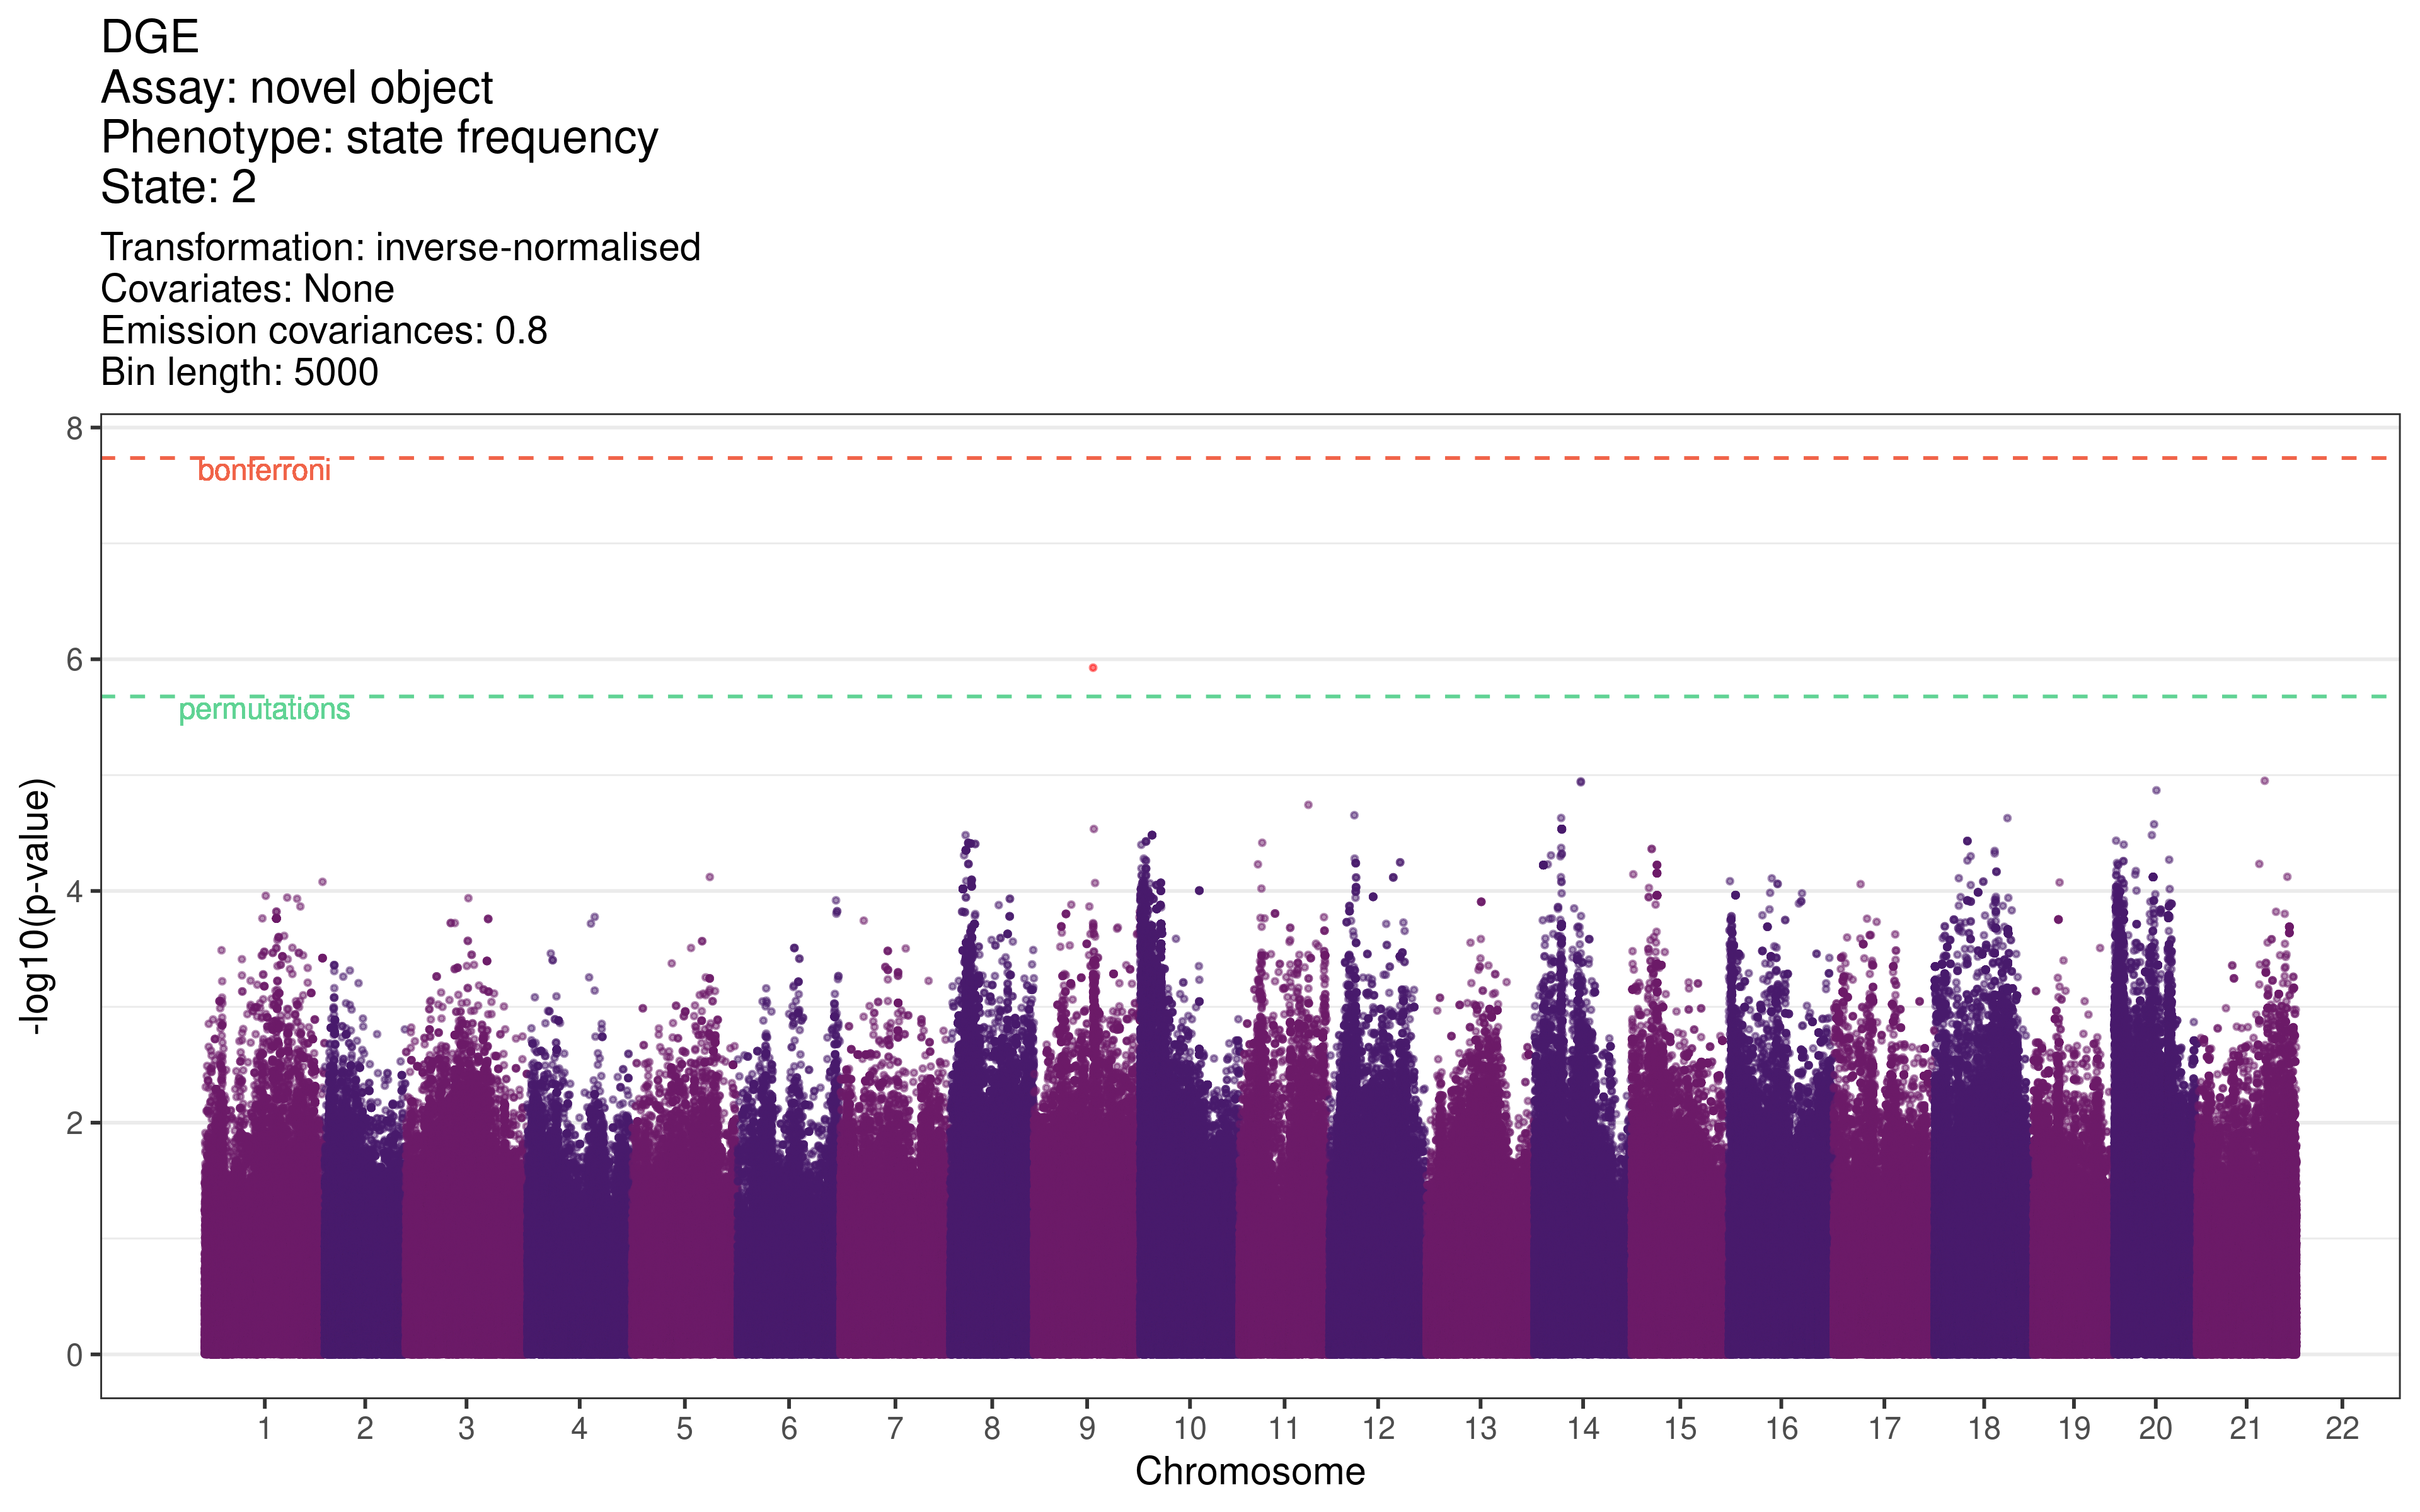 DGE
Assay: novel object
Phenotype: state frequency
State: 2
Transformation: inverse-normalised
Covariates: None
Emission covariances: 0.8
Bin length: 5000
8
bonferroni
6
permutations
4
2
0
-log10(p-value)
1 2 3 4 5 6 7 8 9 10 11 12 13 14 15 16 17 18 19 20 21 22
Chromosome